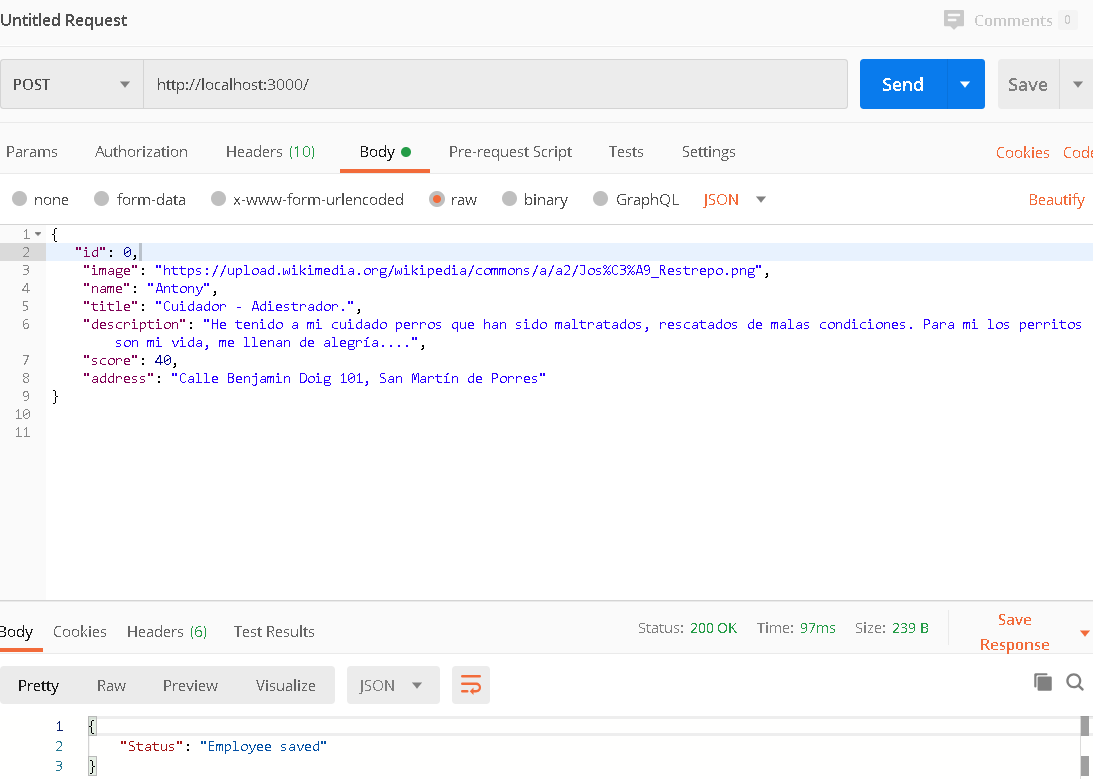 Untitled Request
Comments 0
POST http://localhost:3000/ Send Save
Params Authorization Headers (10) Body Pre-request Script Tests Settings Cookies Code
none form-data x-www-form-urlencoded raw binary GraphQL JSON Beautify
1 {
2 "id": 0,
3 "image": "https://upload.wikimedia.org/wikipedia/commons/a/a2/Jos%C3%A9_Restrepo.png",
4 "name": "Antony",
5 "title": "Cuidador - Adiestrador.",
6 "description": "He tenido a mi cuidado perros que han sido maltratados, rescatados de malas condiciones. Para mi los perritos
son mi vida, me llenan de alegría....",
7 "score": 40,
8 "address": "Calle Benjamin Doig 101, San Martín de Porres"
9 }
10
11
Body Cookies Headers (6) Test Results Status: 200 OK Time: 97ms Size: 239 B Save
Response
Pretty Raw Preview Visualize JSON
1 {
2 "Status": "Employee saved"
3 }